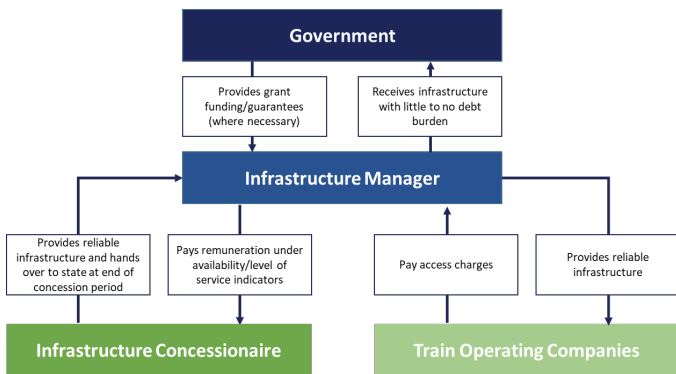 Government
Provides grant
funding/guarantees
(where necessary)
Receives infrastructure
with little to no debt
burden
Infrastructure Manager
Provides reliable
infrastructure and hands
over to state at end of
concession period
Pays remuneration under
availability/level of
service indicators
Pay access charges
Provides reliable
infrastructure
Infrastructure Concessionaire
Train Operating Companies